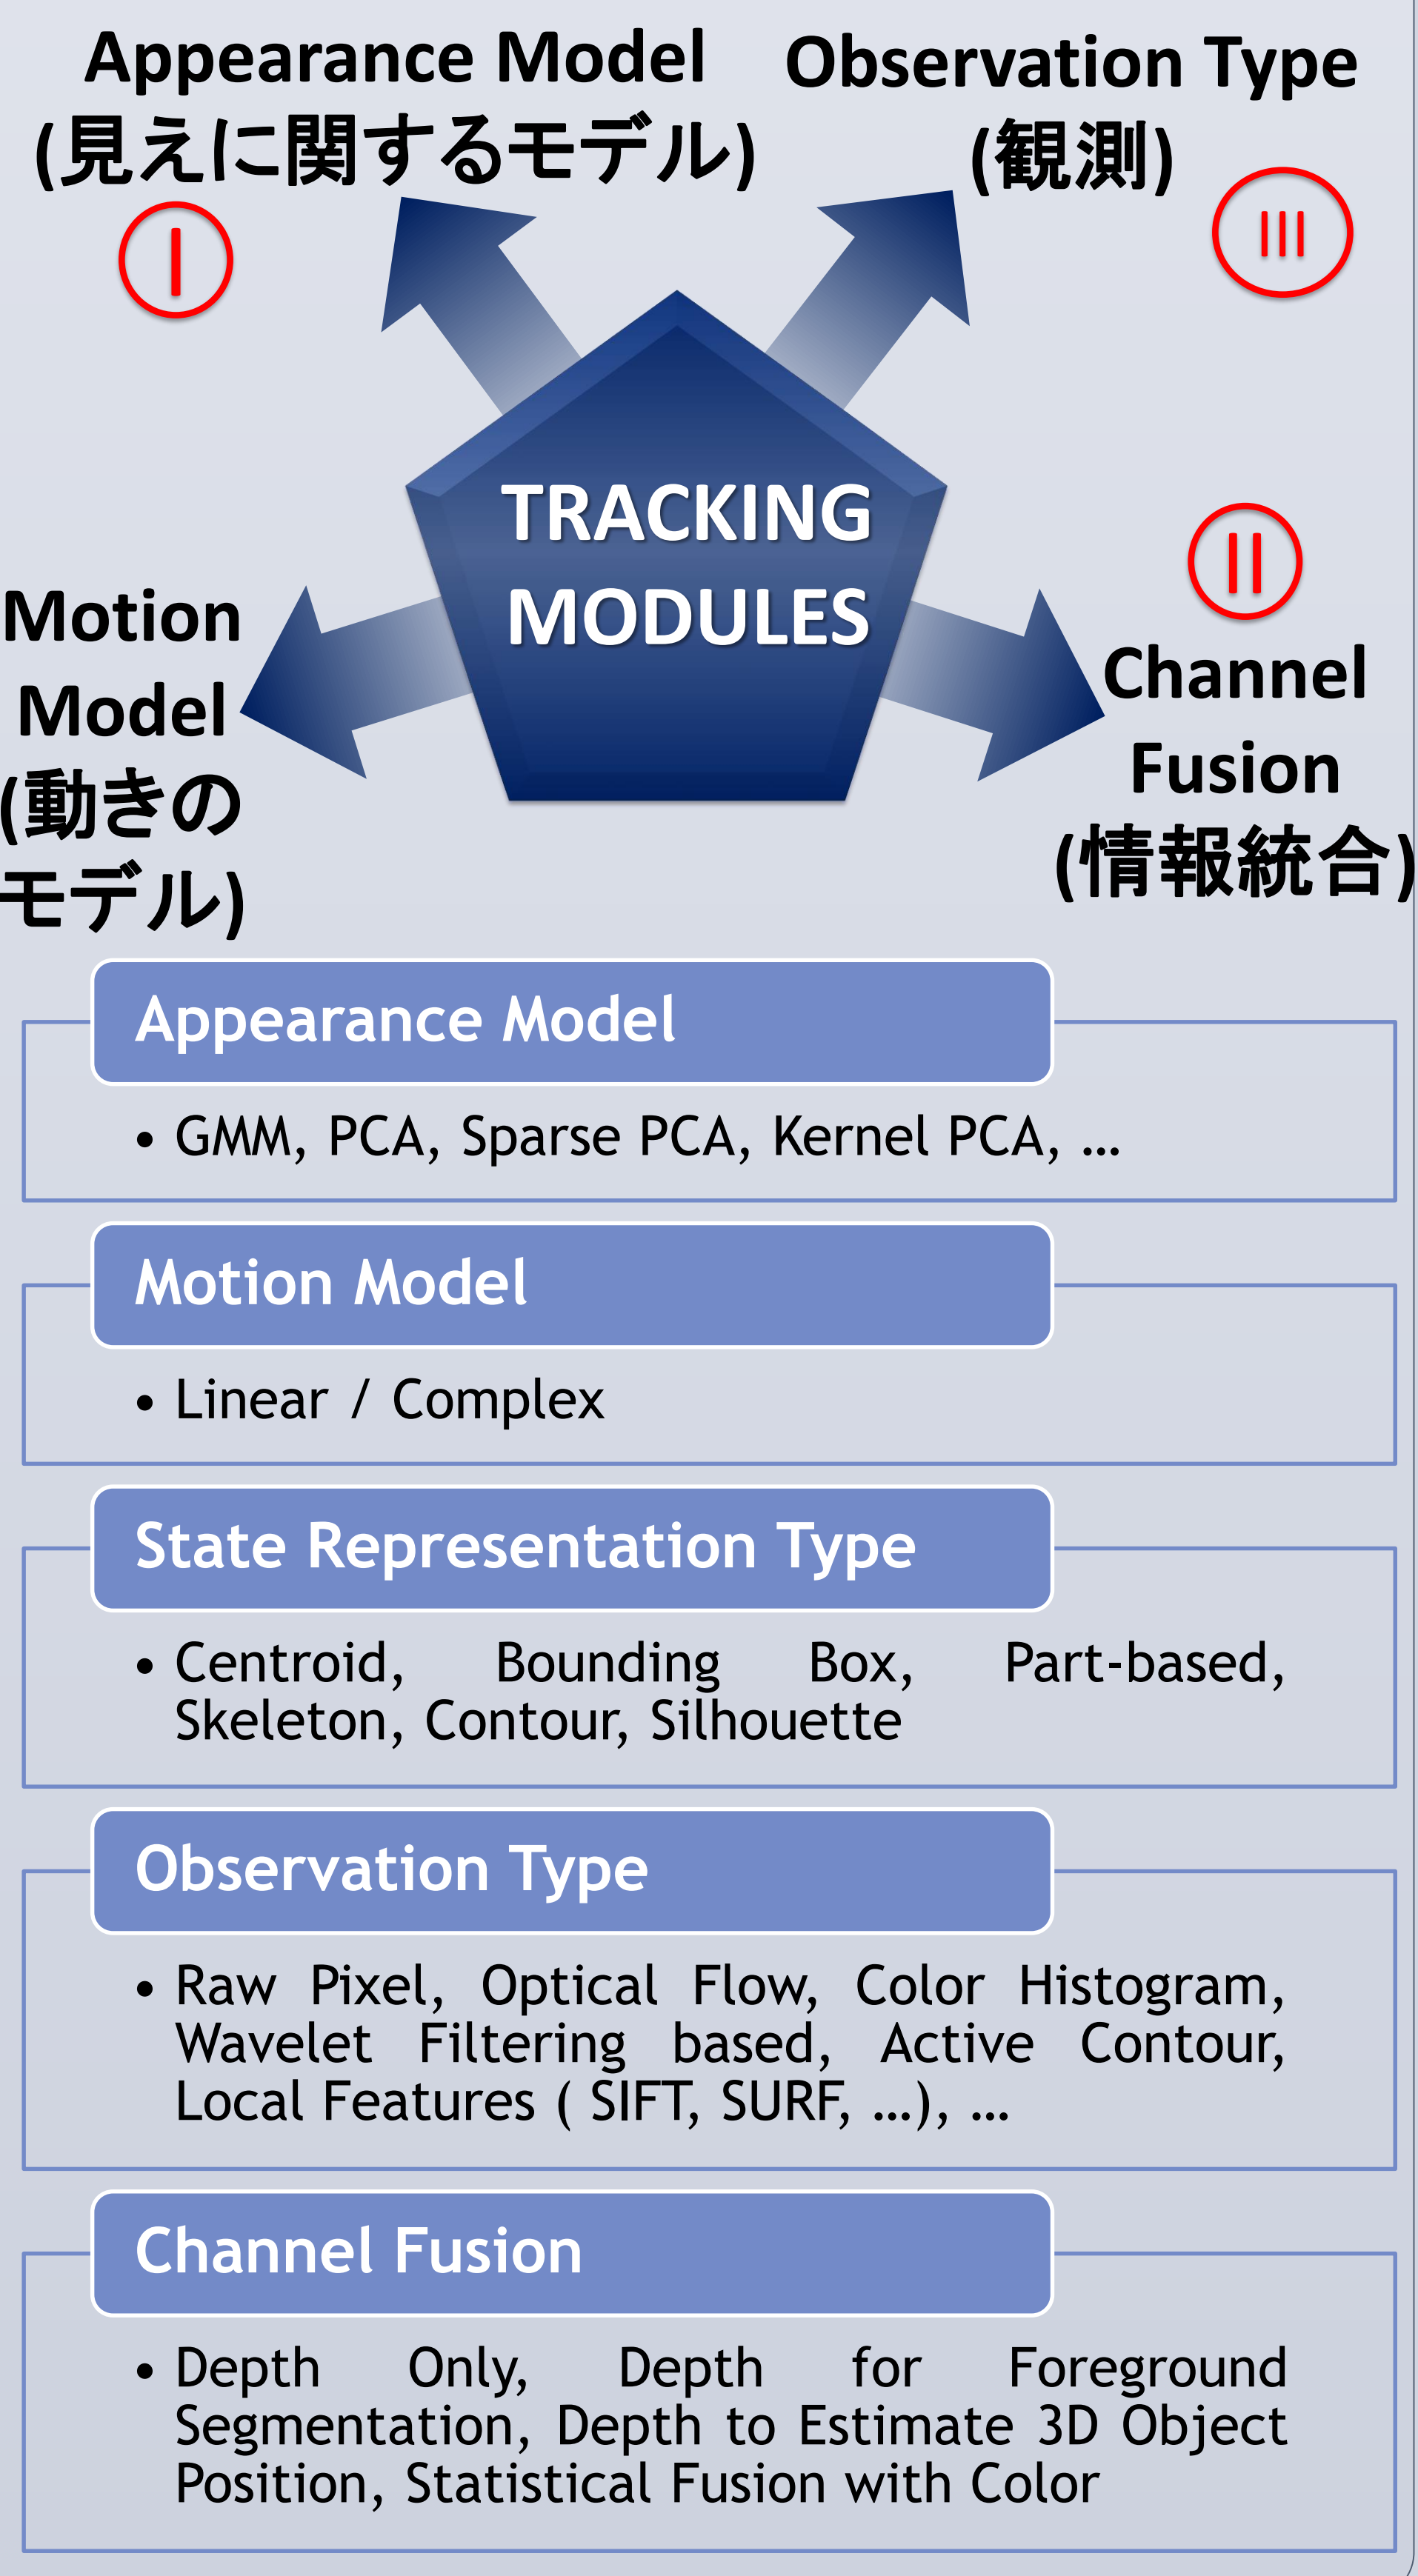 Appearance Model
(見えに関するモデル)
I
Observation Type
(観測)
III
TRACKING
MODULES
Motion
Model
(動きの
モデル)
II
Channel
Fusion
(情報統合)
Appearance Model
• GMM, PCA, Sparse PCA, Kernel PCA, …
Motion Model
• Linear / Complex
State Representation Type
• Centroid, Bounding Box, Part-based,
Skeleton, Contour, Silhouette
Observation Type
• Raw Pixel, Optical Flow, Color Histogram,
Wavelet Filtering based, Active Contour,
Local Features ( SIFT, SURF, …), …
Channel Fusion
• Depth Only, Depth for Foreground
Segmentation, Depth to Estimate 3D Object
Position, Statistical Fusion with Color